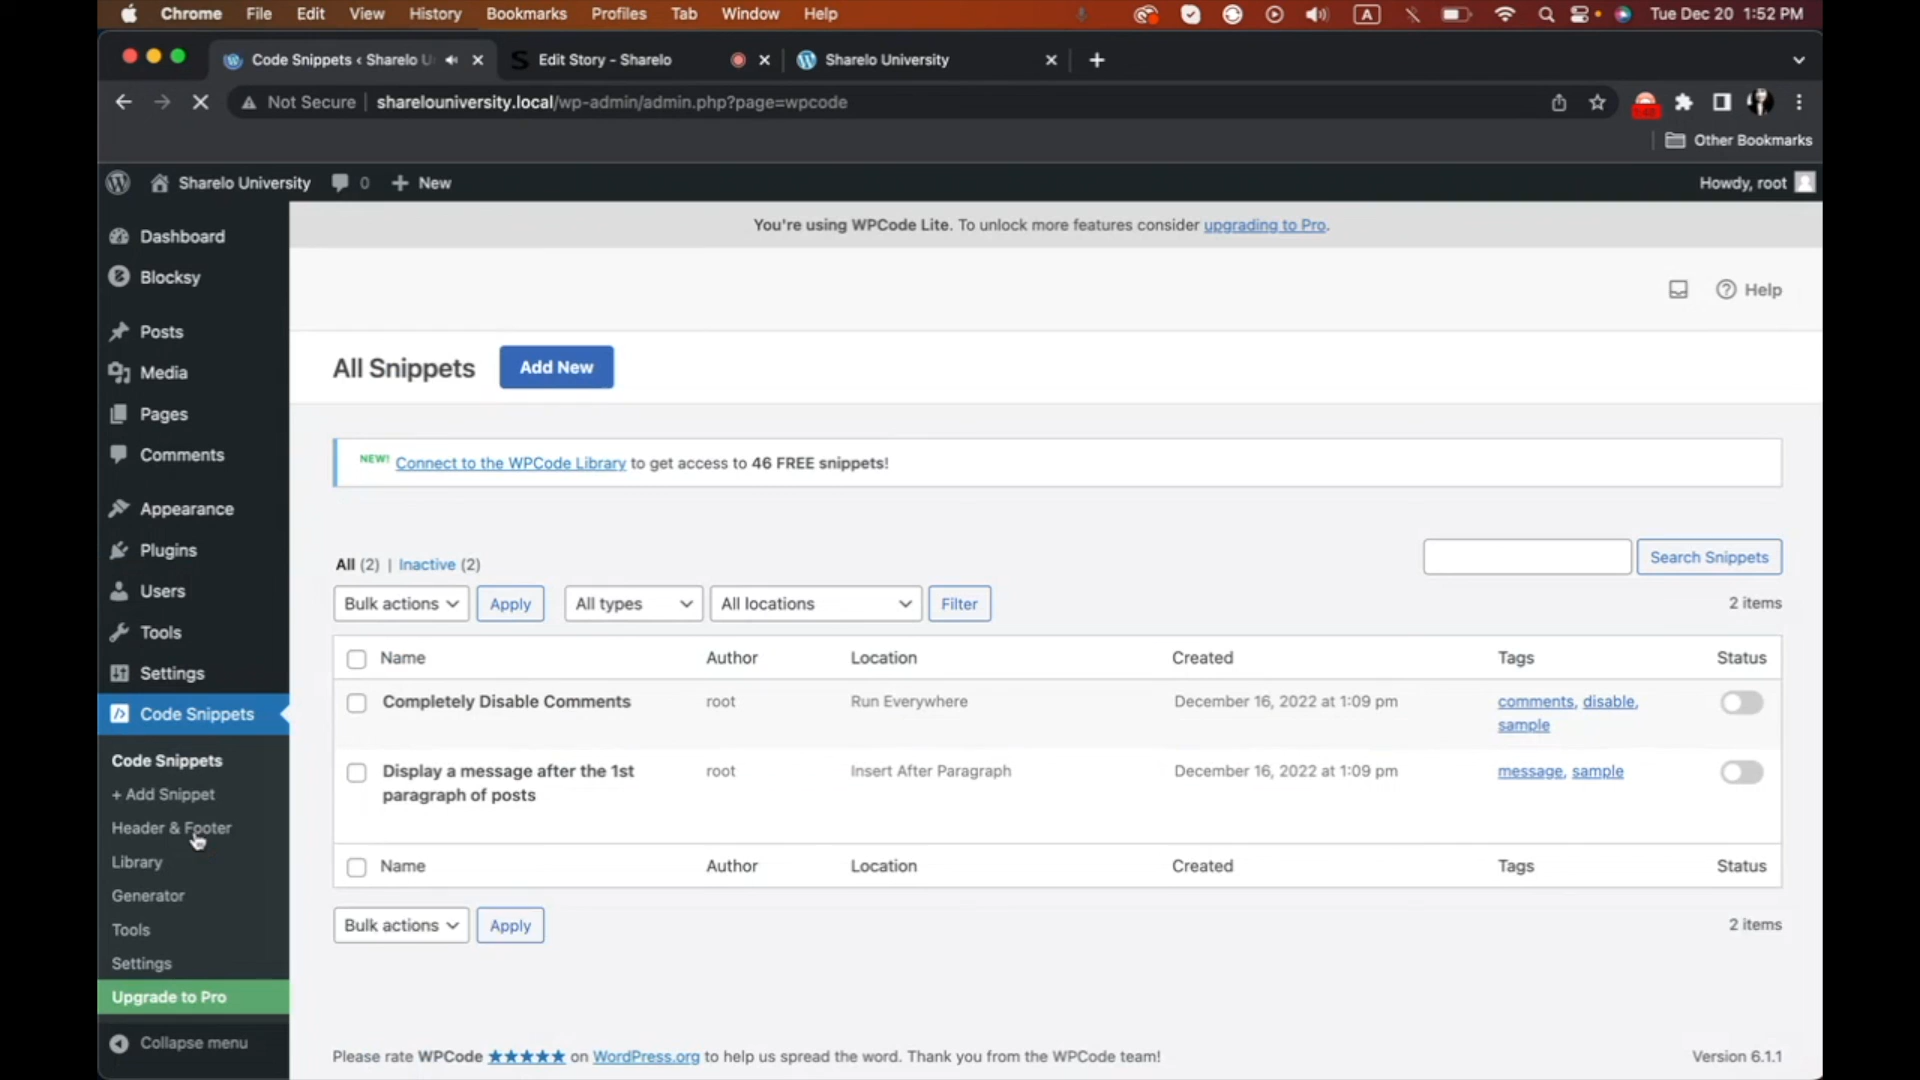 Chrome File Edit View History Bookmarks Profiles Tab Window Help A Tue Dec 20 1:52 PM
Code Snippets ‹ Sharelo U Edit Story - Sharelo Sharelo University
Not Secure sharelouniversity.local/wp-admin/admin.php?page=wpcode
Other Bookmarks
Sharelo University 0 + New Howdy, root
You're using WPCode Lite. To unlock more features consider upgrading to Pro.
Help
Dashboard
Blocksy
Posts
Media
Pages
Comments
Appearance
Plugins
Users
Tools
Settings
Code Snippets
Code Snippets
+ Add Snippet
Header & Footer
Library
Generator
Tools
Settings
Upgrade to Pro
Collapse menu
All Snippets Add New
NEW! Connect to the WPCode Library to get access to 46 FREE snippets!
All (2) | Inactive (2)
Search Snippets
Bulk actions Apply All types All locations Filter 2 items
Name Author Location Created Tags Status
Completely Disable Comments root Run Everywhere December 16, 2022 at 1:09 pm comments, disable,
sample
Display a message after the 1st root Insert After Paragraph December 16, 2022 at 1:09 pm message, sample
paragraph of posts
Name Author Location Created Tags Status
Bulk actions Apply 2 items
Please rate WPCode ★★★★★ on WordPress.org to help us spread the word. Thank you from the WPCode team! Version 6.1.1